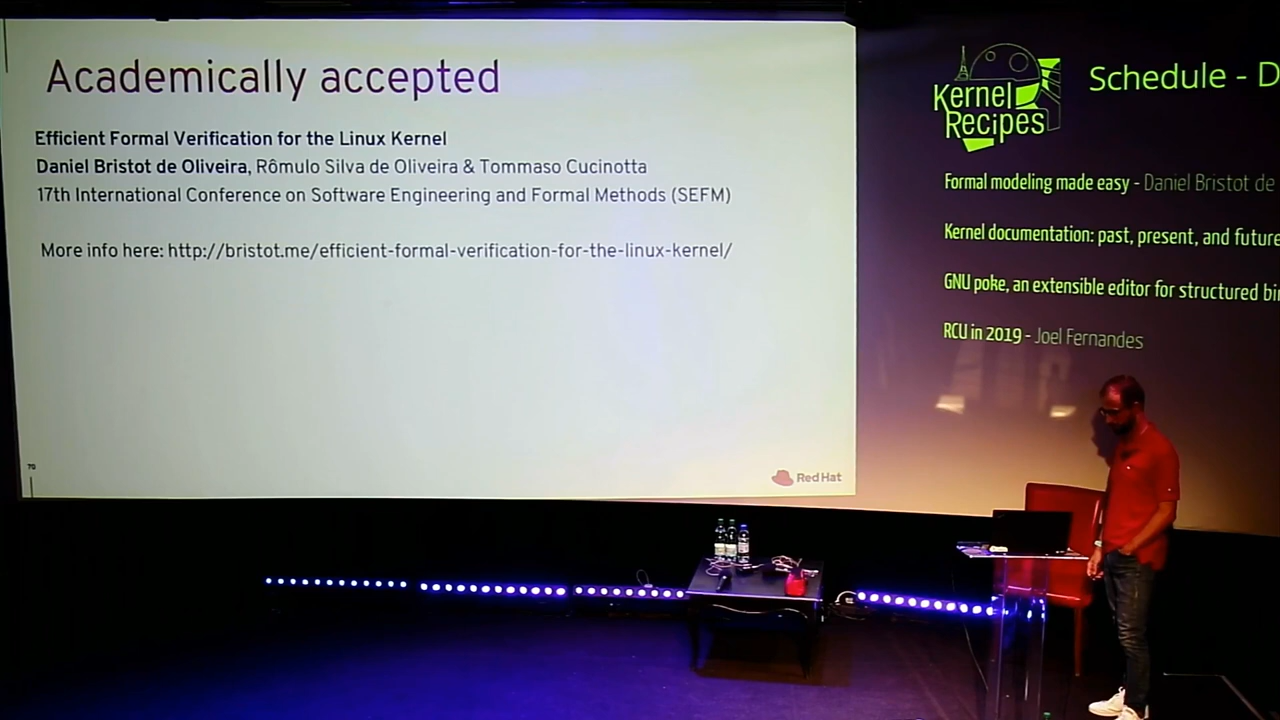 Academically accepted
Efficient Formal Verification for the Linux Kernel
Daniel Bristot de Oliveira, Rômulo Silva de Oliveira & Tommaso Cucinotta
17th International Conference on Software Engineering and Formal Methods (SEFM)
More info here: http://bristot.me/efficient-formal-verification-for-the-linux-kernel/
70
Red Hat
Kernel
Recipes
Schedule - D
Formal modeling made easy - Daniel Bristot de
Kernel documentation: past, present, and future
GNU poke, an extensible editor for structured bi
RCU in 2019 - Joel Fernandes